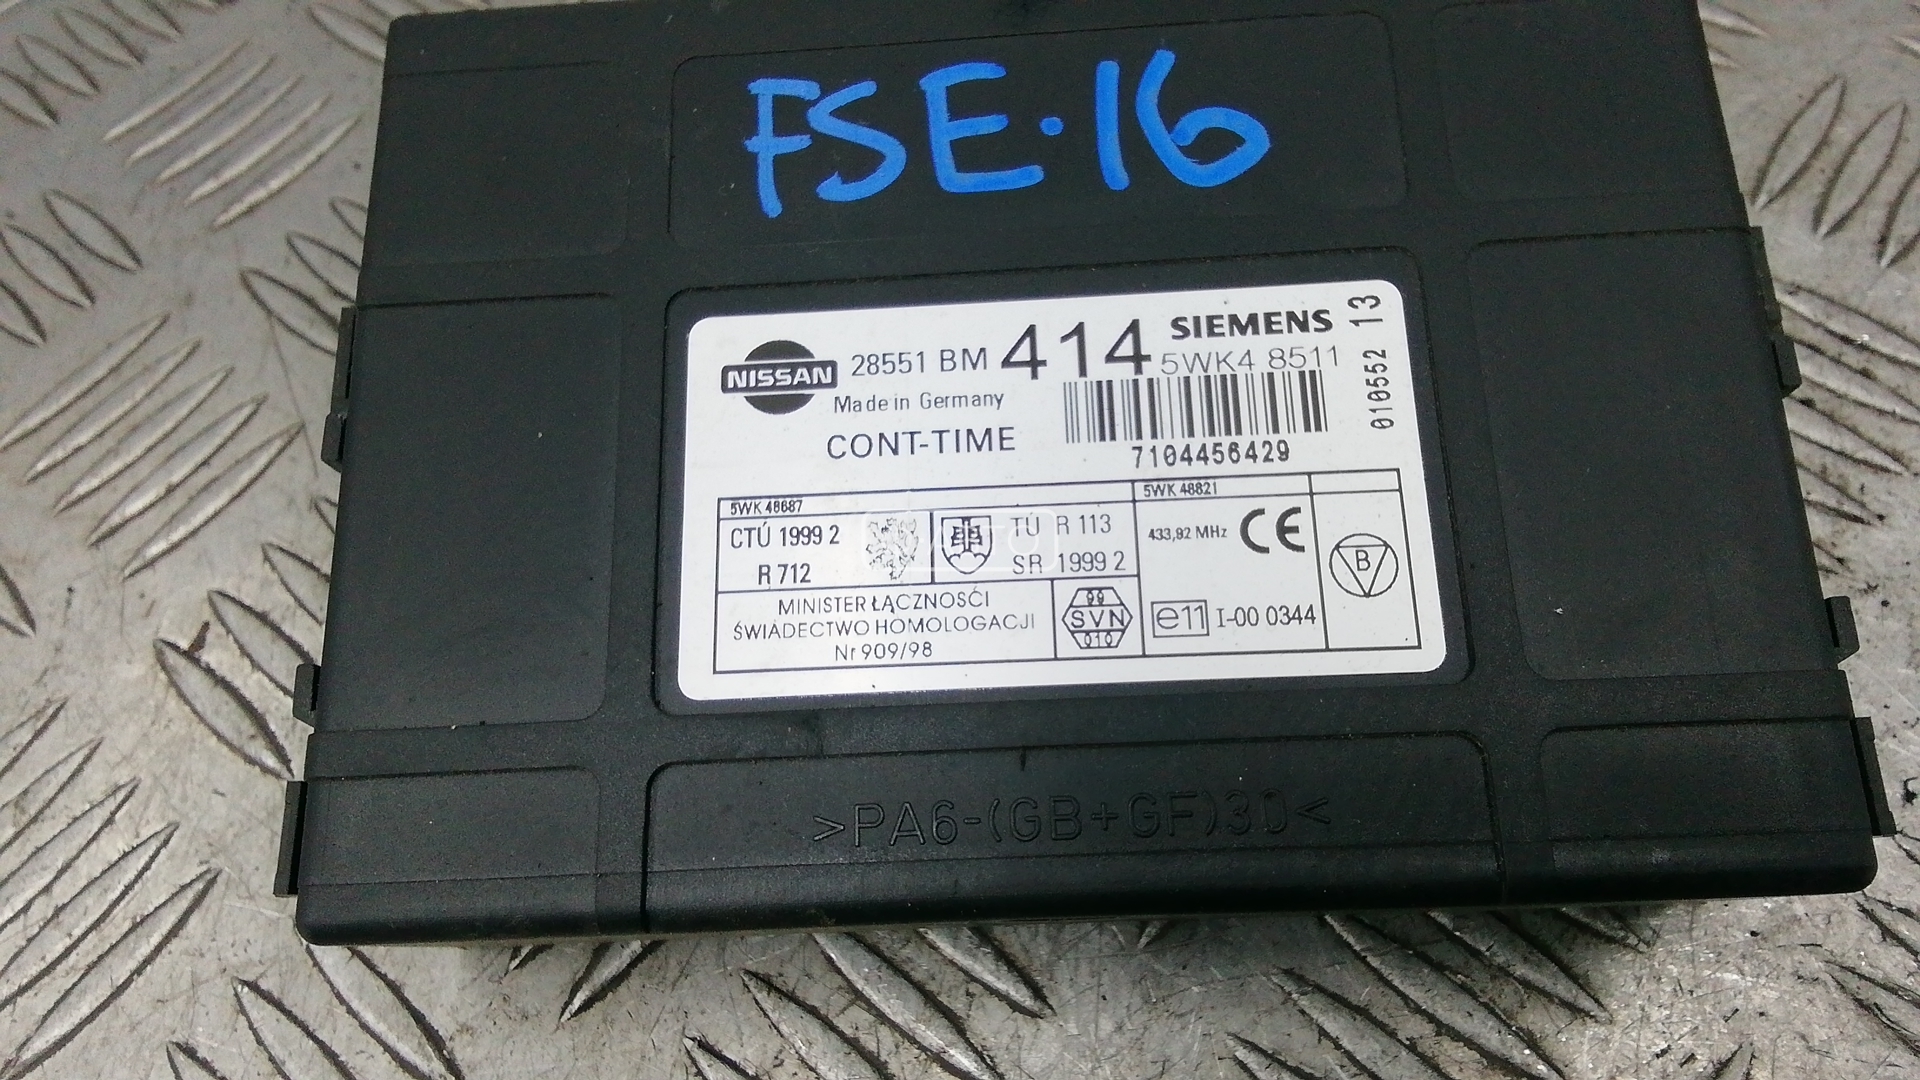 FSE.16
NISSAN 28551 BM 414 SIEMENS
5WK4 8511
Made in Germany
CONT-TIME
7104456429
010552 13
5WK 48687
CTÚ 1999 2
R 712
TÚ R 113
SR 1999 2
5WK 48821
433,92 MHz CE
B
MINISTER ŁĄCZNOŚCI
ŚWIADECTWO HOMOLOGACJI
Nr 909/98
99
SVN
010
e11 I-00 0344
>PA6-(GB+GF)30<